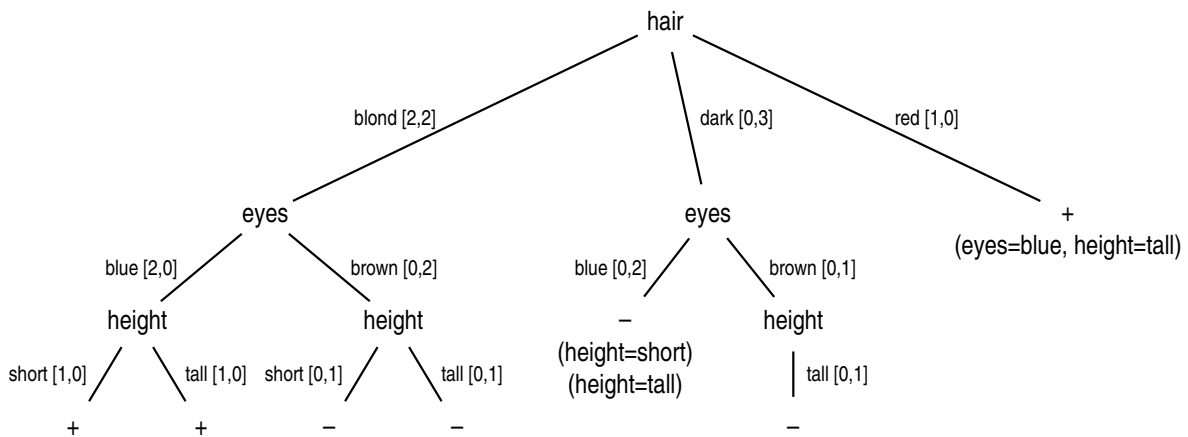 hair
blond [2,2]
dark [0,3]
red [1,0]
eyes
eyes
+
(eyes=blue, height=tall)
blue [2,0]
brown [0,2]
blue [0,2]
brown [0,1]
height
height
–
(height=short)
(height=tall)
height
short [1,0]
tall [1,0]
short [0,1]
tall [0,1]
tall [0,1]
+
+
–
–
–